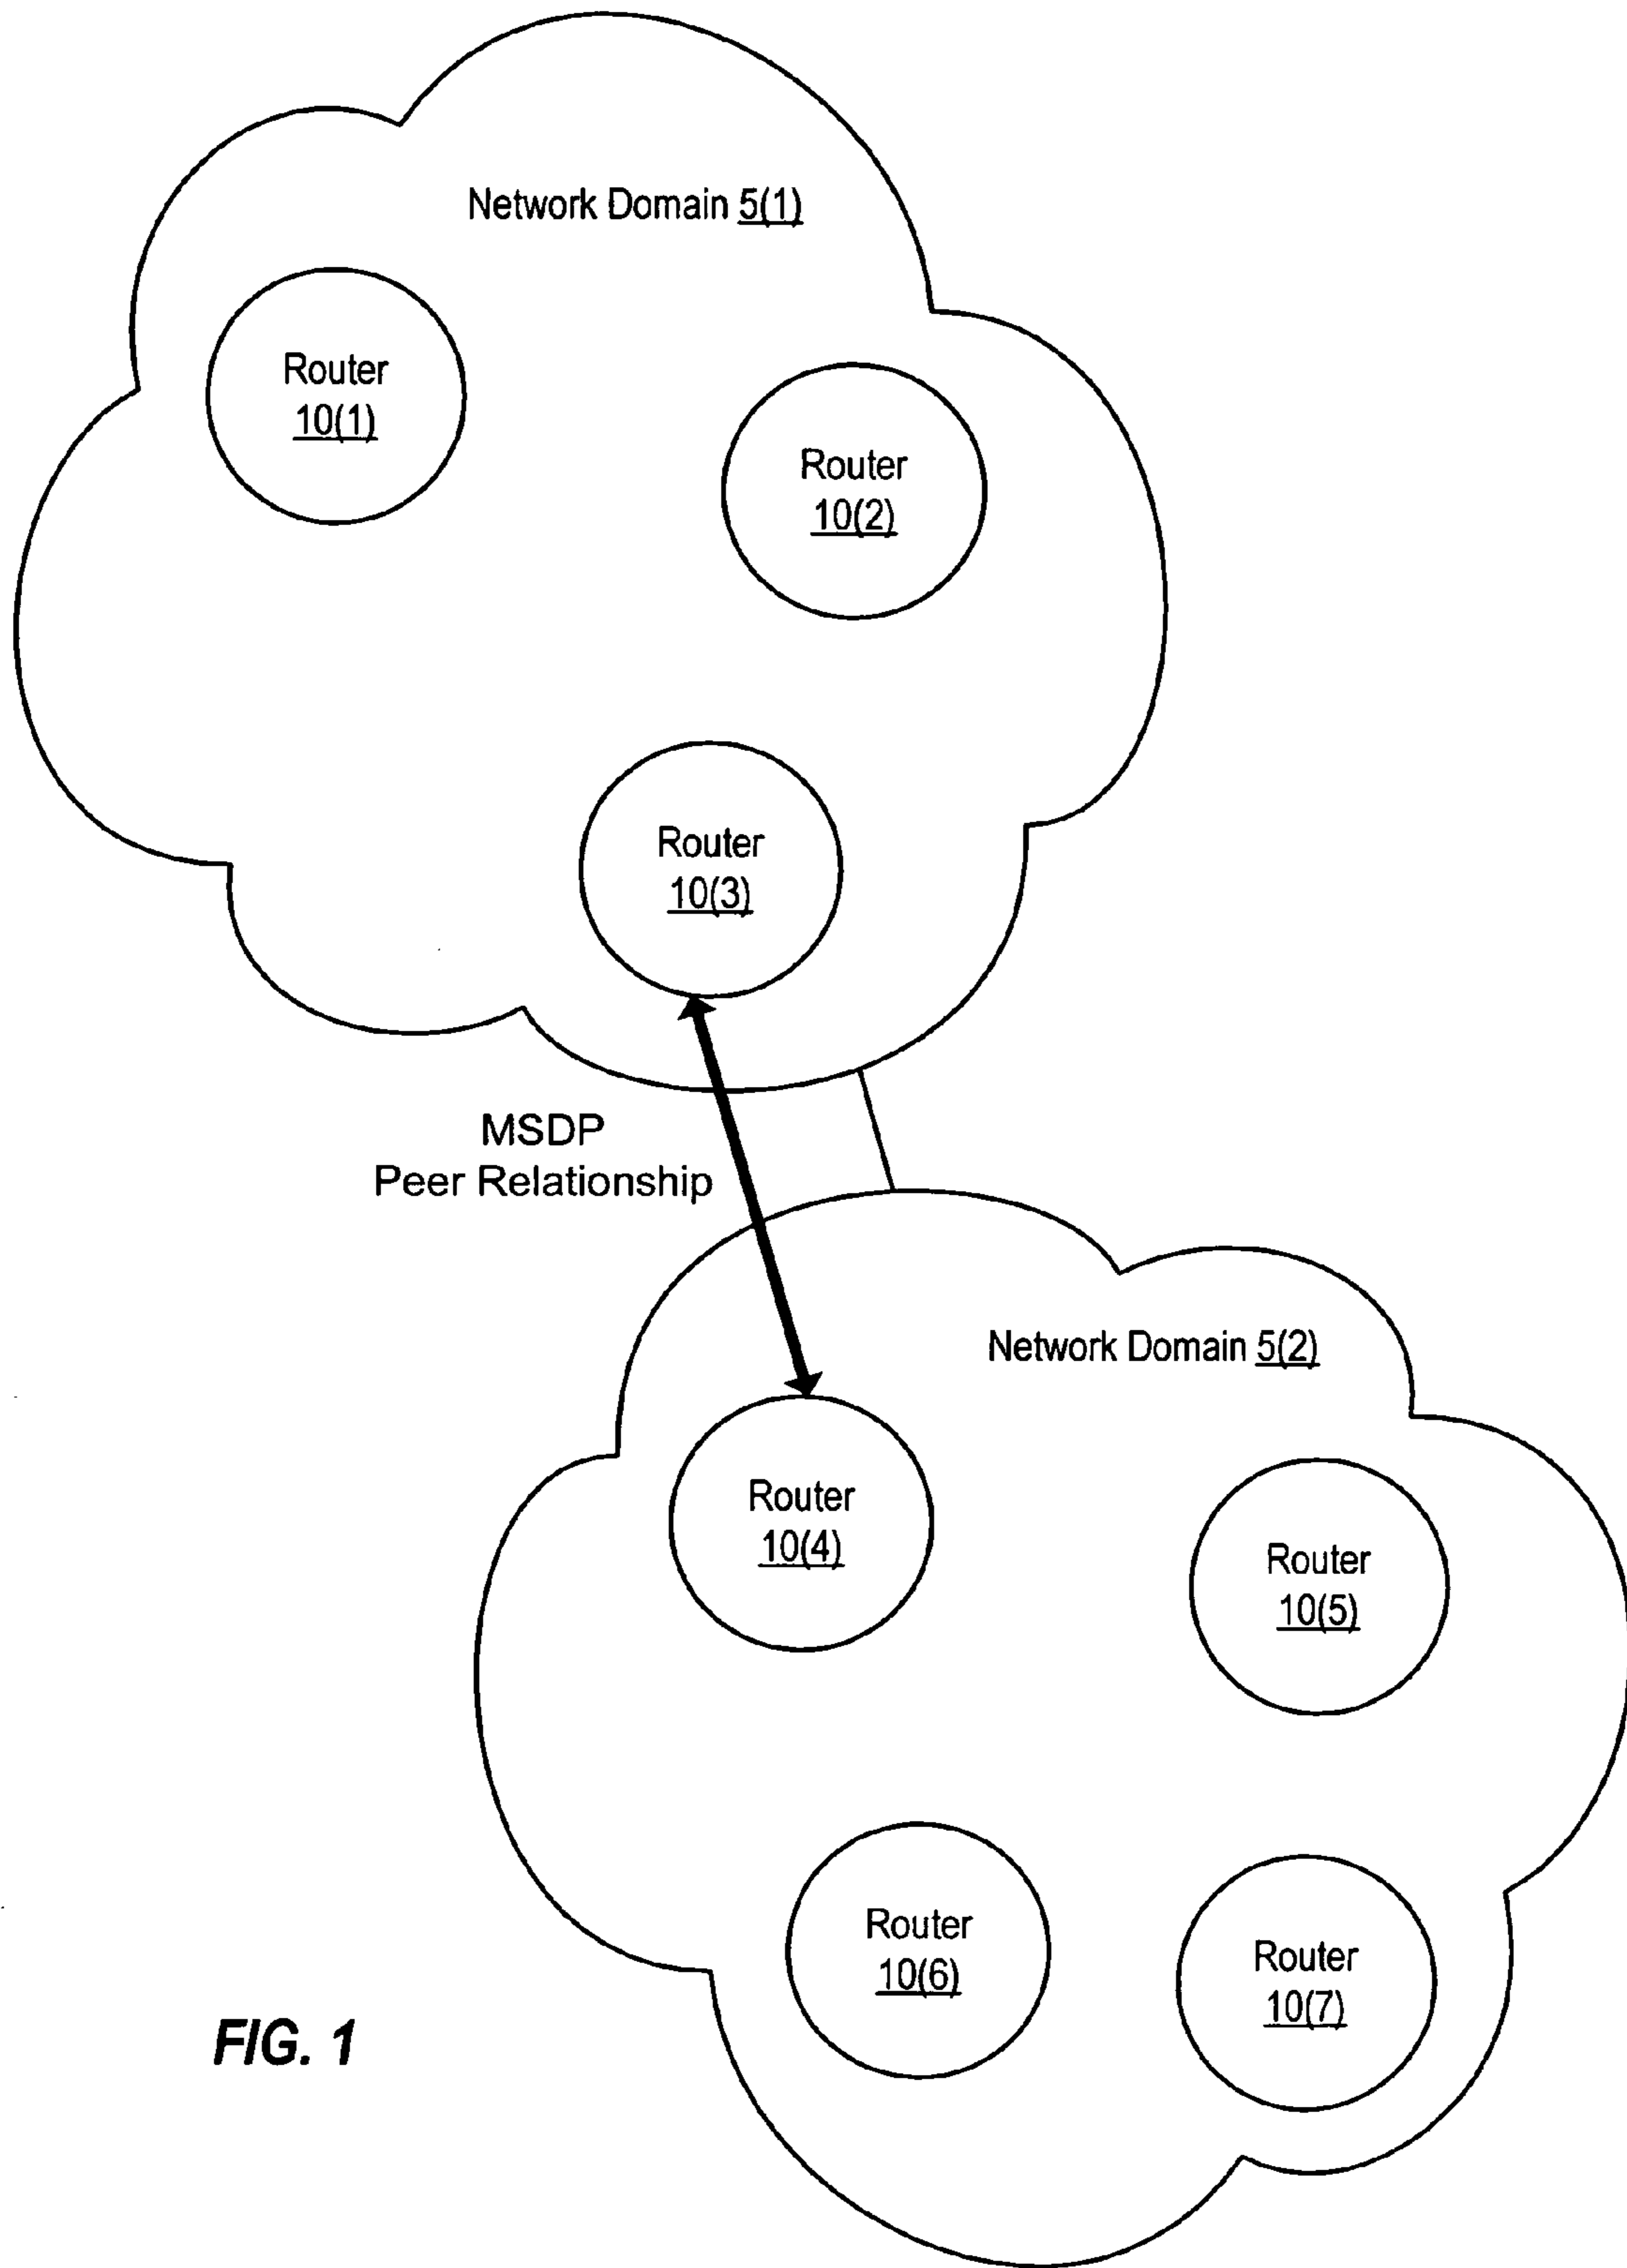 Network Domain 5(1)
Router
10(1)
Router
10(2)
Router
10(3)
MSDP
Peer Relationship
Network Domain 5(2)
Router
10(4)
Router
10(5)
Router
10(6)
Router
10(7)
FIG. 1